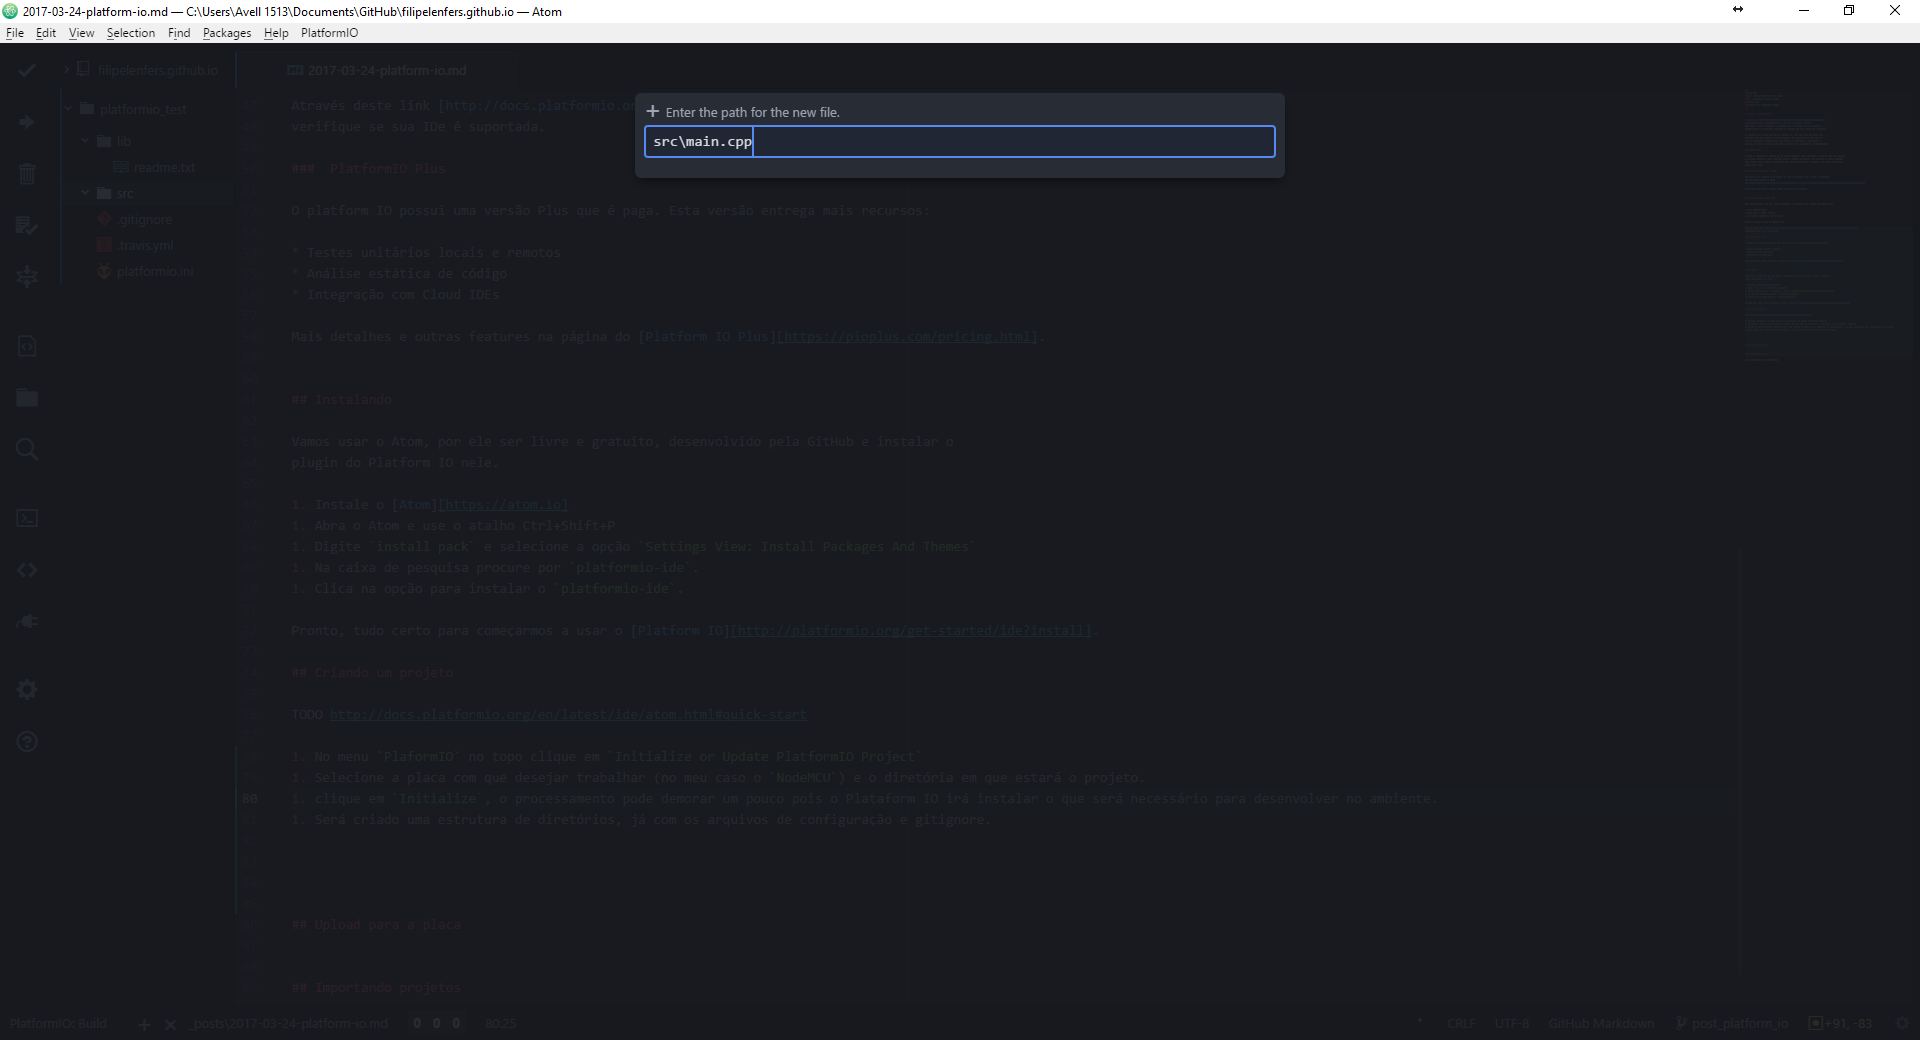 2017-03-24-platform-io.md — C:\Users\Avell 1513\Documents\GitHub\filipelenfers.github.io — Atom
File Edit View Selection Find Packages Help PlatformIO
filipelenfers.github.io
2017-03-24-platform-io.md
platformio_test
lib
readme.txt
src
.gitignore
.travis.yml
platformio.ini
Enter the path for the new file.
src\main.cpp
Através deste link [http://docs.platformio.or
verifique se sua IDe é suportada.
### PlatformIO Plus
O platform IO possui uma versão Plus que é paga. Esta versão entrega mais recursos:
* Testes unitários locais e remotos
* Análise estática de código
* Integração com Cloud IDEs
Mais detalhes e outras features na página do [Platform IO Plus][https://pioplus.com/pricing.html].
## Instalando
Vamos usar o Atom, por ele ser livre e gratuito, desenvolvido pela GitHub e instalar o
plugin do Platform IO nele.
1. Instale o [Atom][https://atom.io]
1. Abra o Atom e use o atalho Ctrl+Shift+P
1. Digite `install pack` e selecione a opção `Settings View: Install Packages And Themes`
1. Na caixa de pesquisa procure por `platformio-ide`.
1. Clica na opção para instalar o `platformio-ide`.
Pronto, tudo certo para começarmos a usar o [Platform IO][http://platformio.org/get-started/ide?install].
## Criando um projeto
TODO http://docs.platformio.org/en/latest/ide/atom.html#quick-start
1. No menu `PlaformIO` no topo clique em `Initialize or Update PlatformIO Project`
1. Selecione a placa com que desejar trabalhar (no meu caso o `NodeMCU`) e o diretória em que estará o projeto.
80 1. clique em `Initialize`, o processamento pode demorar um pouco pois o Plataform IO irá instalar o que será necessário para desenvolver no ambiente.
1. Será criado uma estrutura de diretórios, já com os arquivos de configuração e gitignore.
## Upload para a placa
## Importando projetos
PlatformIO: Build _posts\2017-03-24-platform-io.md 0 0 0 80:25 CRLF UTF-8 GitHub Markdown post_platform_io +91, -83